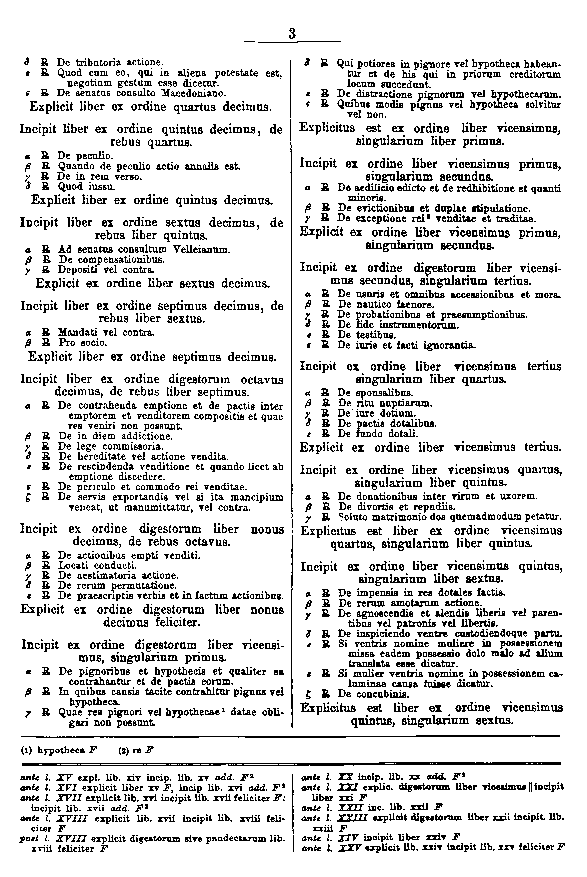 3
δ R De tributoria actione.
ε R Quod cum eo, qui in aliena potestate est,
negotium gestum esse dicetur.
ς R De senatus consulto Macedoniano.
Explicit liber ex ordine quartus decimus.
Incipit liber ex ordine quintus decimus, de
rebus quartus.
α R De peculio.
β R Quando de peculio actio annalis est.
γ R De in rem verso.
δ R Quod iussu.
Explicit liber ex ordine quintus decimus.
Incipit liber ex ordine sextus decimus, de
rebus liber quintus.
α R Ad senatus consultum Velleianum.
β R De compensationibus.
γ R Depositi vel contra.
Explicit ex ordine liber sextus decimus.
Incipit liber ex ordine septimus decimus, de
rebus liber sextus.
α R Mandati vel contra.
β R Pro socio.
Explicit liber ex ordine septimus decimus.
Incipit liber ex ordine digestorum octavus
decimus, de rebus liber septimus.
α R De contrahenda emptione et de pactis inter
emptorem et venditorem compositis et quae
res veniri non possunt.
β R De in diem addictione.
γ R De lege commissoria.
δ R De hereditate vel actione vendita.
ε R De rescindenda venditione et quando licet ab
emptione discedere.
ς R De periculo et commodo rei venditae.
ζ R De servis exportandis vel si ita mancipium
veneat, ut manumittatur, vel contra.
Incipit ex ordine digestorum liber nonus
decimus, de rebus octavus.
α R De actionibus empti venditi.
β R Locati conducti.
γ R De aestimatoria actione.
δ R De rerum permutatione.
ε R De praescriptis verbis et in factum actionibus.
Explicit ex ordine digestorum liber nonus
decimus feliciter.
Incipit ex ordine digestorum liber vicensi-
mus, singularium primus.
α R De pignoribus et hypothecis et qualiter ea
contrahantur et de pactis eorum.
β R In quibus causis tacite contrahitur pignus vel
hypotheca.
γ R Quae res pignori vel hypothecae¹ datae obli-
gari non possunt.
δ R Qui potiores in pignore vel hypotheca habean-
tur et de his qui in priorum creditorum
locum succedunt.
ε R De distractione pignorum vel hypothecarum.
ς R Quibus modis pignus vel hypotheca solvitur
vel non.
Explicitus est ex ordine liber vicensimus,
singularium liber primus.
Incipit ex ordine liber vicensimus primus,
singularium secundus.
α R De aedilicio edicto et de redhibitione et quanti
minoris.
β R De evictionibus et duplae stipulatione.
γ R De exceptione rei² venditae et traditae.
Explicit ex ordine liber vicensimus primus,
singularium secundus.
Incipit ex ordine digestorum liber vicensi-
mus secundus, singularium tertius.
α R De usuris et omnibus accessionibus et mora.
β R De nautico faenore.
γ R De probationibus et praesumptionibus.
δ R De fide instrumentorum.
ε R De testibus.
ς R De iuris et facti ignorantia.
Incipit ex ordine liber vicensimus tertius
singularium liber quartus.
α R De sponsalibus.
β R De ritu nuptiarum.
γ R De iure dotium.
δ R De pactis dotalibus.
ε R De fundo dotali.
Explicit ex ordine liber vicensimus tertius.
Incipit ex ordine liber vicensimus quartus,
singularium liber quintus.
α R De donationibus inter virum et uxorem.
β R De divortis et repudiis.
γ R Soluto matrimonio dos quemadmodum petatur.
Explicitus est liber ex ordine vicensimus
quartus, singularium liber quintus.
Incipit ex ordine liber vicensimus quintus,
singularium liber sextus.
α R De impensis in res dotales factis.
β R De rerum amotarum actione.
γ R De agnoscendis et alendis liberis vel paren-
tibus vel patronis vel libertis.
δ R De inspiciendo ventre custodiendoque partu.
ε R Si ventris nomine muliere in possessionem
missa eadem possessio dolo malo ad alium
translata esse dicatur.
ς R Si mulier ventris nomine in possessionem ca-
lumniae causa fuisse dicatur.
ζ R De concubinis.
Explicitus est liber ex ordine vicensimus
quintus, singularium sextus.
(1) hypotheca F (2) re F
ante l. XV expl. lib. xiv incip. lib. xv add. F²
ante l. XVI explicit liber xv F, incip lib. xvi add. F²
ante l. XVII explicit lib. xvi incipit lib. xvii feliciter F:
incipit lib. xvii add. F²
ante l. XVIII explicit lib. xvii incipit lib. xviii feli-
citer F
post l. XVIII explicit digestorum sive pandectarum lib.
xviii feliciter F
ante l. XX incip. lib. xx add. F²
ante l. XXI explic. digestorum liber vicesimus‖incipit
liber xxi F
ante l. XXII inc. lib. xxii F
ante l. XXIII explicit digestorum liber xxii incipit lib.
xxiii F
ante l. XIV incipit liber xxiv F
ante l. XXV explicit lib. xxiv incipit lib. xxv feliciter F